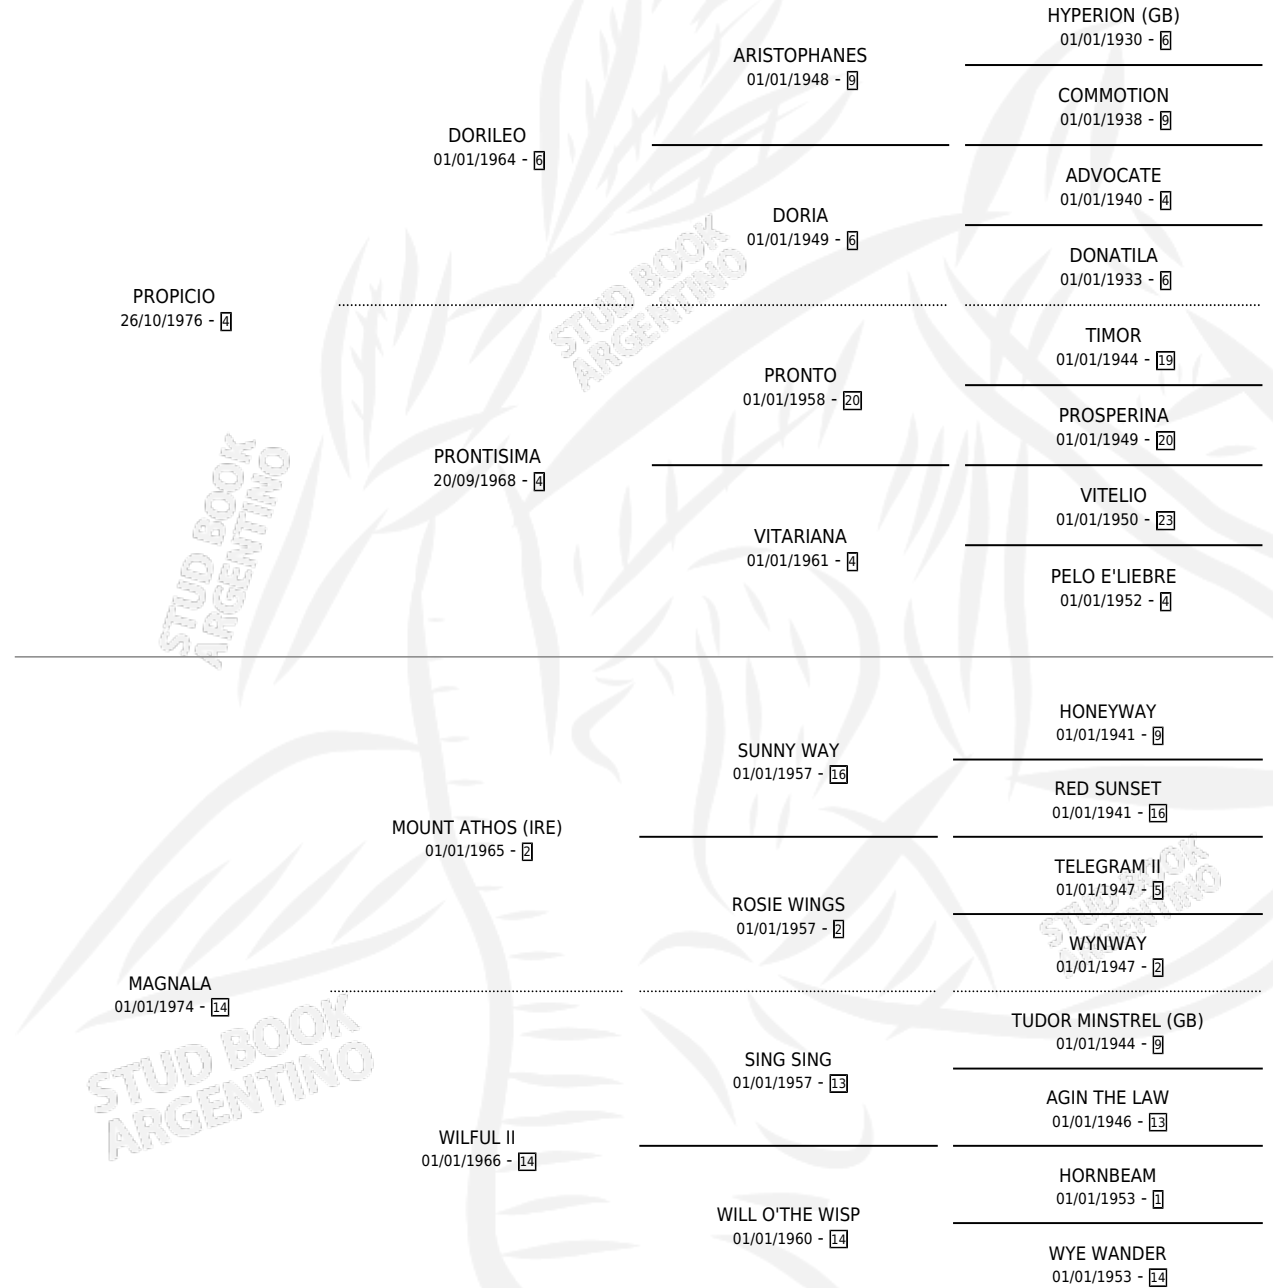 HYPERION (GB)
01/01/1930 - 6
ARISTOPHANES
01/01/1948 - 9
COMMOTION
01/01/1938 - 9
DORILEO
01/01/1964 - 6
ADVOCATE
01/01/1940 - 4
DORIA
01/01/1949 - 6
DONATILA
01/01/1933 - 6
PROPICIO
26/10/1976 - 4
STUD BOOK
ARGENTINO
TIMOR
01/01/1944 - 19
PRONTO
01/01/1958 - 20
PROSPERINA
01/01/1949 - 20
PRONTISIMA
20/09/1968 - 4
VITELIO
01/01/1950 - 23
VITARIANA
01/01/1961 - 4
PELO E'LIEBRE
01/01/1952 - 4
STUD BOOK
ARGENTINO
HONEYWAY
01/01/1941 - 9
SUNNY WAY
01/01/1957 - 16
RED SUNSET
01/01/1941 - 16
MOUNT ATHOS (IRE)
01/01/1965 - 2
TELEGRAM II
01/01/1947 - 5
ROSIE WINGS
01/01/1957 - 2
WYNWAY
01/01/1947 - 2
STUD BOOK
ARGENTINO
MAGNALA
01/01/1974 - 14
STUD BOOK
ARGENTINO
TUDOR MINSTREL (GB)
01/01/1944 - 9
SING SING
01/01/1957 - 13
AGIN THE LAW
01/01/1946 - 13
WILFUL II
01/01/1966 - 14
HORNBEAM
01/01/1953 - 1
WILL O'THE WISP
01/01/1960 - 14
WYE WANDER
01/01/1953 - 14